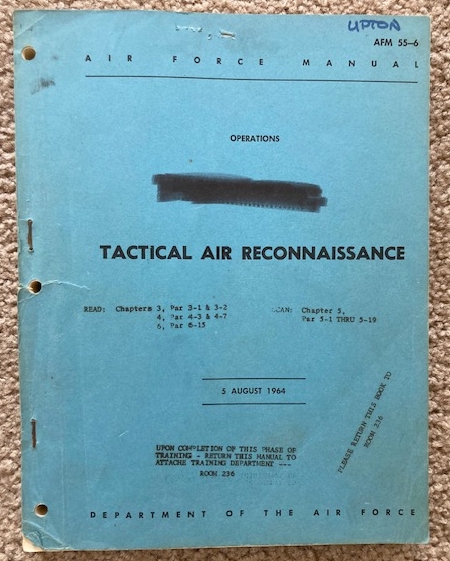 UPTON
AFM 55-6
AIR FORCE MANUAL
OPERATIONS
TACTICAL AIR RECONNAISSANCE
READ: Chapters 3, Par 3-1 & 3-2
4, Par 4-3 & 4-7
6, Par 6-15
SCAN: Chapter 5,
Par 5-1 THRU 5-19
5 AUGUST 1964
PLEASE RETURN THIS BOOK TO
ROOM 236
UPON COMPLETION OF THIS PHASE OF
TRAINING - RETURN THIS MANUAL TO
ATTACHE TRAINING DEPARTMENT ---
ROOM 236
DEPARTMENT OF THE AIR FORCE